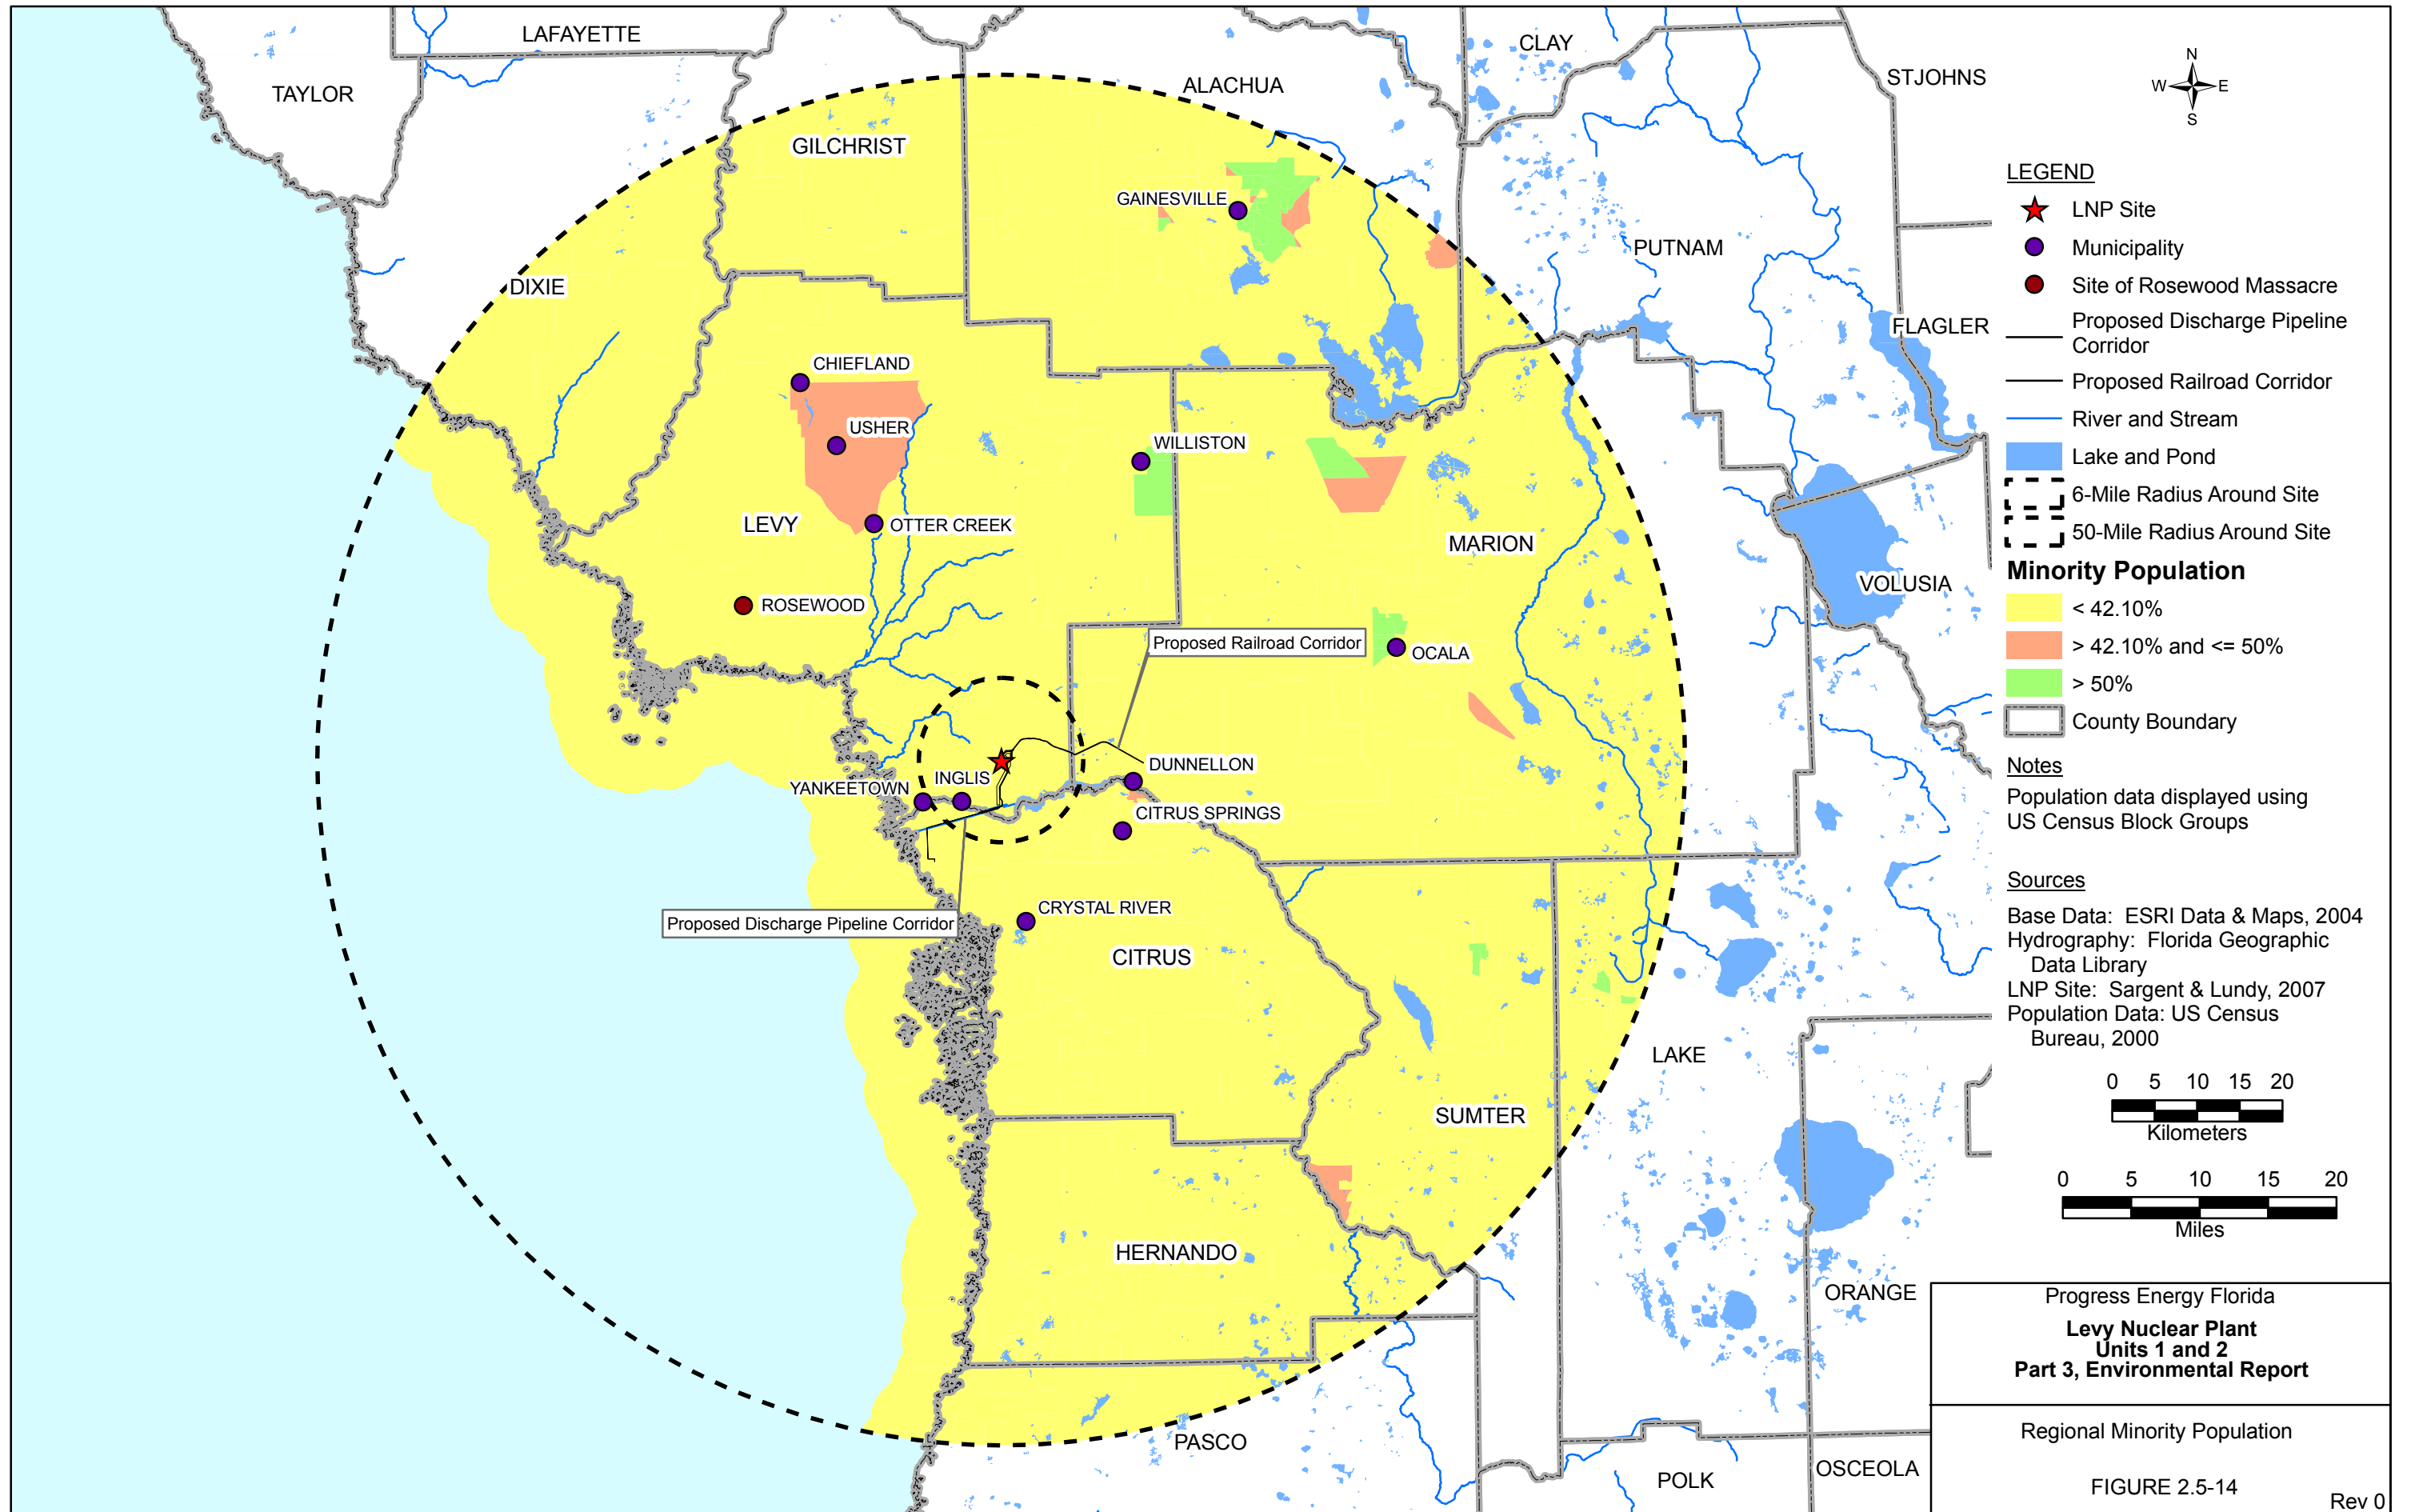 LAFAYETTE
TAYLOR
CLAY
ALACHUA
STJOHNS
GILCHRIST
GAINESVILLE
PUTNAM
DIXIE
FLAGLER
CHIEFLAND
USHER
WILLISTON
LEVY
OTTER CREEK
MARION
VOLUSIA
ROSEWOOD
Proposed Railroad Corridor
OCALA
DUNNELLON
INGLIS
YANKEETOWN
CITRUS SPRINGS
CRYSTAL RIVER
Proposed Discharge Pipeline Corridor
CITRUS
LAKE
SUMTER
HERNANDO
ORANGE
PASCO
POLK
OSCEOLA
N
W
E
S
LEGEND
LNP Site
Municipality
Site of Rosewood Massacre
Proposed Discharge Pipeline
Corridor
Proposed Railroad Corridor
River and Stream
Lake and Pond
6-Mile Radius Around Site
50-Mile Radius Around Site
Minority Population
< 42.10%
> 42.10% and <= 50%
> 50%
County Boundary
Notes
Population data displayed using
US Census Block Groups
Sources
Base Data: ESRI Data & Maps, 2004
Hydrography: Florida Geographic
Data Library
LNP Site: Sargent & Lundy, 2007
Population Data: US Census
Bureau, 2000
0 5 10 15 20
Kilometers
0 5 10 15 20
Miles
Progress Energy Florida
Levy Nuclear Plant
Units 1 and 2
Part 3, Environmental Report
Regional Minority Population
FIGURE 2.5-14
Rev 0